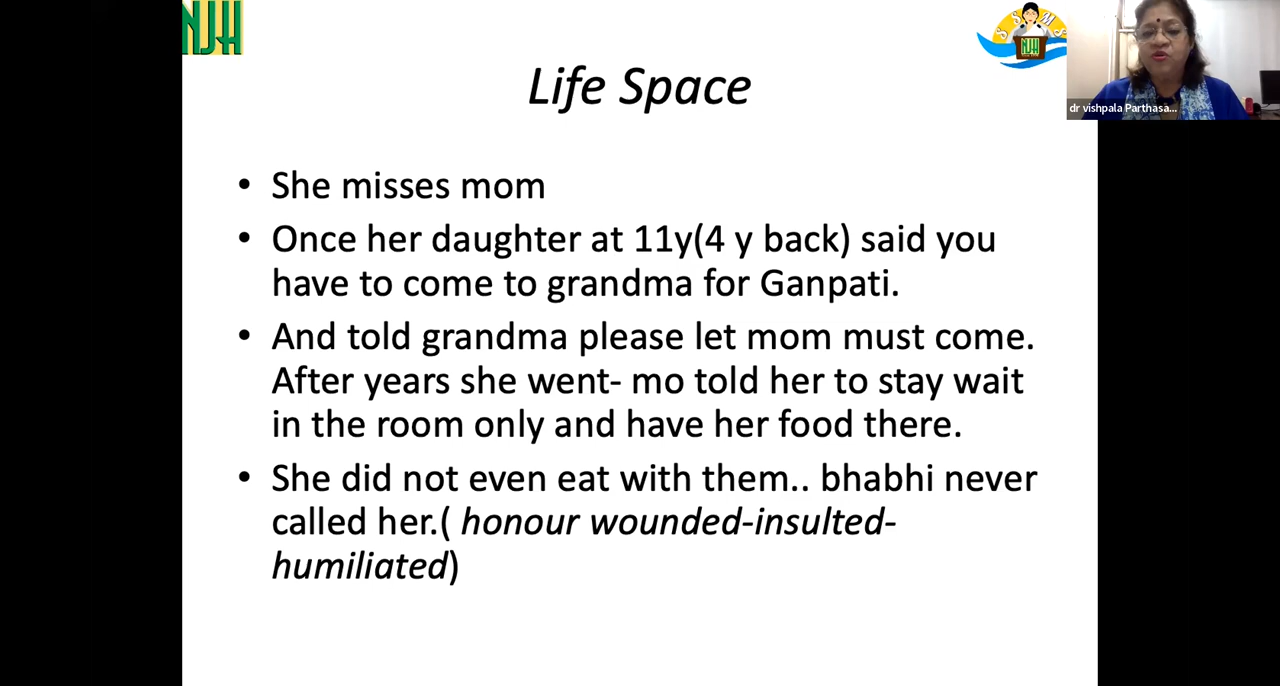 NJH
S S M S
NJH
dr vishpala Parthasa...
Life Space
• She misses mom
• Once her daughter at 11y(4 y back) said you
have to come to grandma for Ganpati.
• And told grandma please let mom must come.
After years she went- mo told her to stay wait
in the room only and have her food there.
• She did not even eat with them.. bhabhi never
called her.( honour wounded-insulted-
humiliated)